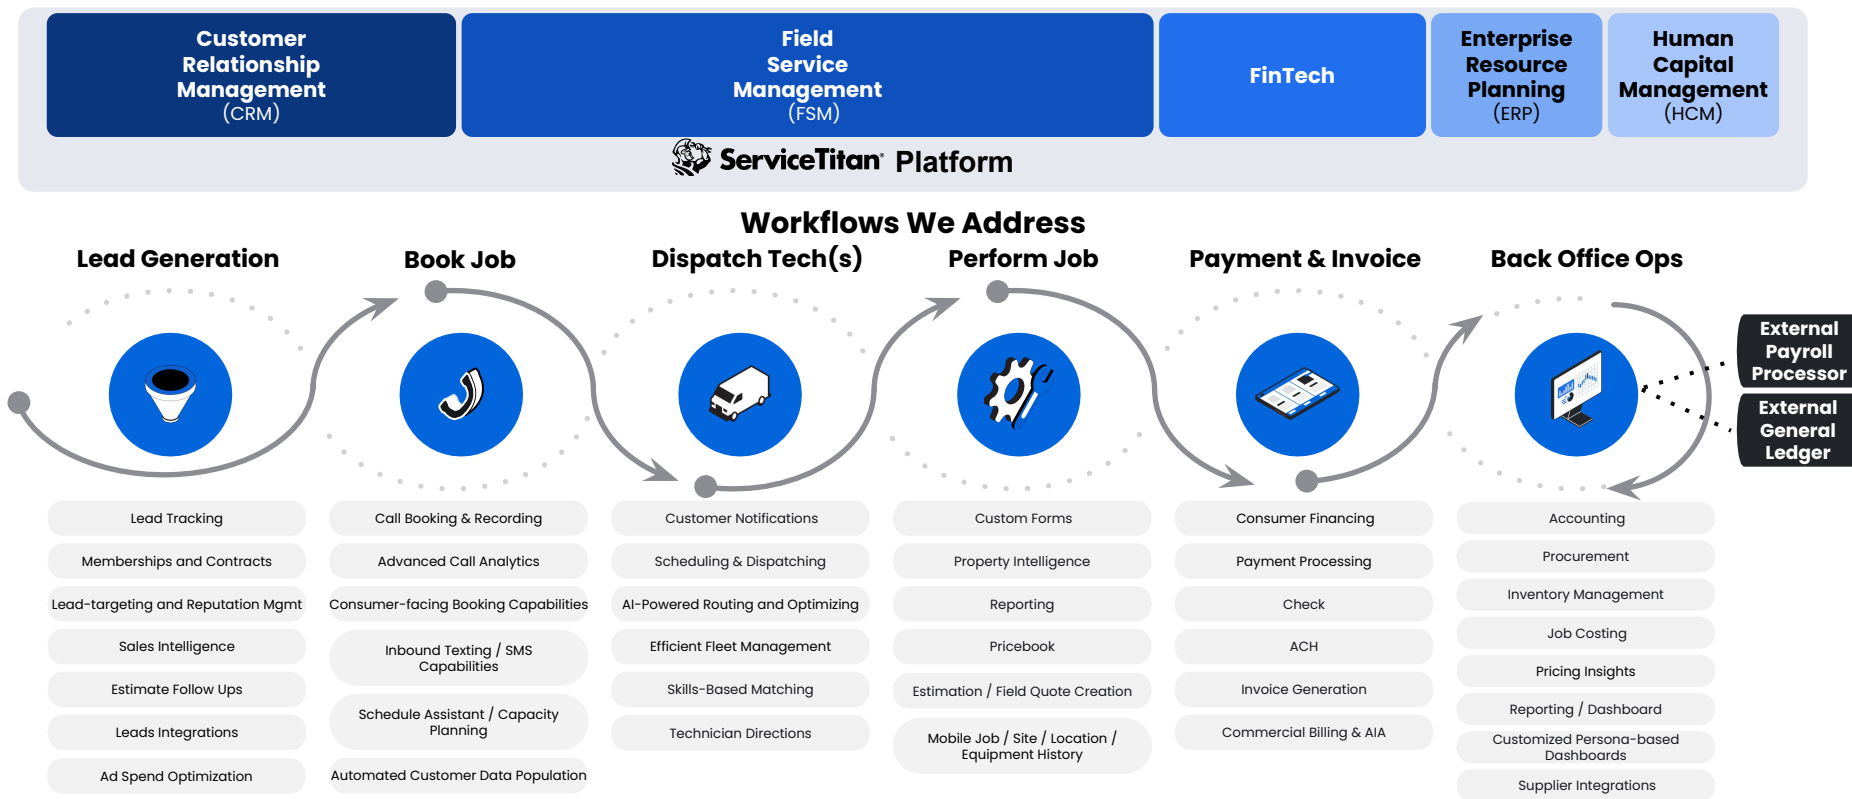 Customer
Relationship
Management
(CRM)
Field
Service
Management
(FSM)
FinTech
Enterprise
Resource
Planning
(ERP)
Human
Capital
Management
(HCM)
ServiceTitan® Platform
Workflows We Address
Lead Generation
Book Job
Dispatch Tech(s)
Perform Job
Payment & Invoice
Back Office Ops
External
Payroll
Processor
External
General
Ledger
Lead Tracking
Memberships and Contracts
Lead-targeting and Reputation Mgmt
Sales Intelligence
Estimate Follow Ups
Leads Integrations
Ad Spend Optimization
Call Booking & Recording
Advanced Call Analytics
Consumer-facing Booking Capabilities
Inbound Texting / SMS
Capabilities
Schedule Assistant / Capacity
Planning
Automated Customer Data Population
Customer Notifications
Scheduling & Dispatching
AI-Powered Routing and Optimizing
Efficient Fleet Management
Skills-Based Matching
Technician Directions
Custom Forms
Property Intelligence
Reporting
Pricebook
Estimation / Field Quote Creation
Mobile Job / Site / Location /
Equipment History
Consumer Financing
Payment Processing
Check
ACH
Invoice Generation
Commercial Billing & AIA
Accounting
Procurement
Inventory Management
Job Costing
Pricing Insights
Reporting / Dashboard
Customized Persona-based
Dashboards
Supplier Integrations